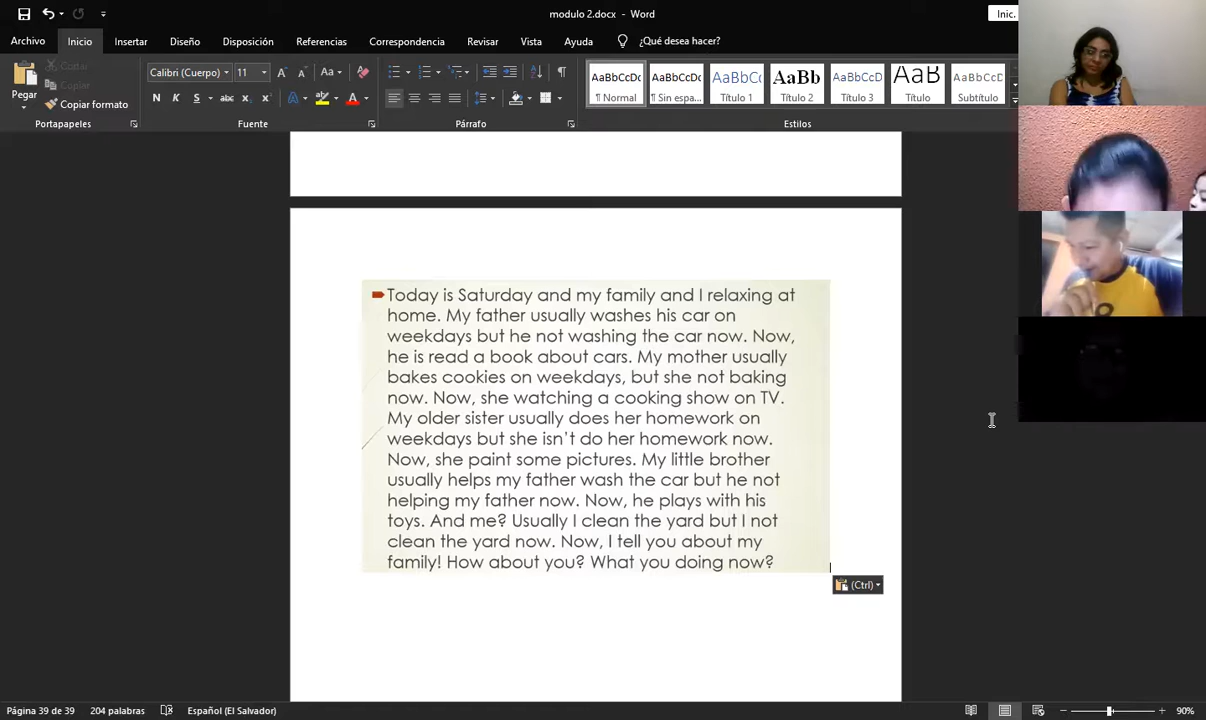 modulo 2.docx - Word
Inic.
Archivo Inicio Insertar Diseño Disposición Referencias Correspondencia Revisar Vista Ayuda ¿Qué desea hacer?
Pegar
Cortar
Copiar
Copiar formato
Calibri (Cuerpo) 11
Aa
N K S abc x₂ x² A A
AaBbCcDc AaBbCcDc AaBbCcD AaBb AaBbCcD AaB AaBbCcD
¶ Normal ¶ Sin espa... Título 1 Título 2 Título 3 Título Subtítulo
Portapapeles Fuente Párrafo Estilos
Today is Saturday and my family and I relaxing at
home. My father usually washes his car on
weekdays but he not washing the car now. Now,
he is read a book about cars. My mother usually
bakes cookies on weekdays, but she not baking
now. Now, she watching a cooking show on TV.
My older sister usually does her homework on
weekdays but she isn't do her homework now.
Now, she paint some pictures. My little brother
usually helps my father wash the car but he not
helping my father now. Now, he plays with his
toys. And me? Usually I clean the yard but I not
clean the yard now. Now, I tell you about my
family! How about you? What you doing now?
(Ctrl)
Página 39 de 39 204 palabras Español (El Salvador) 90%